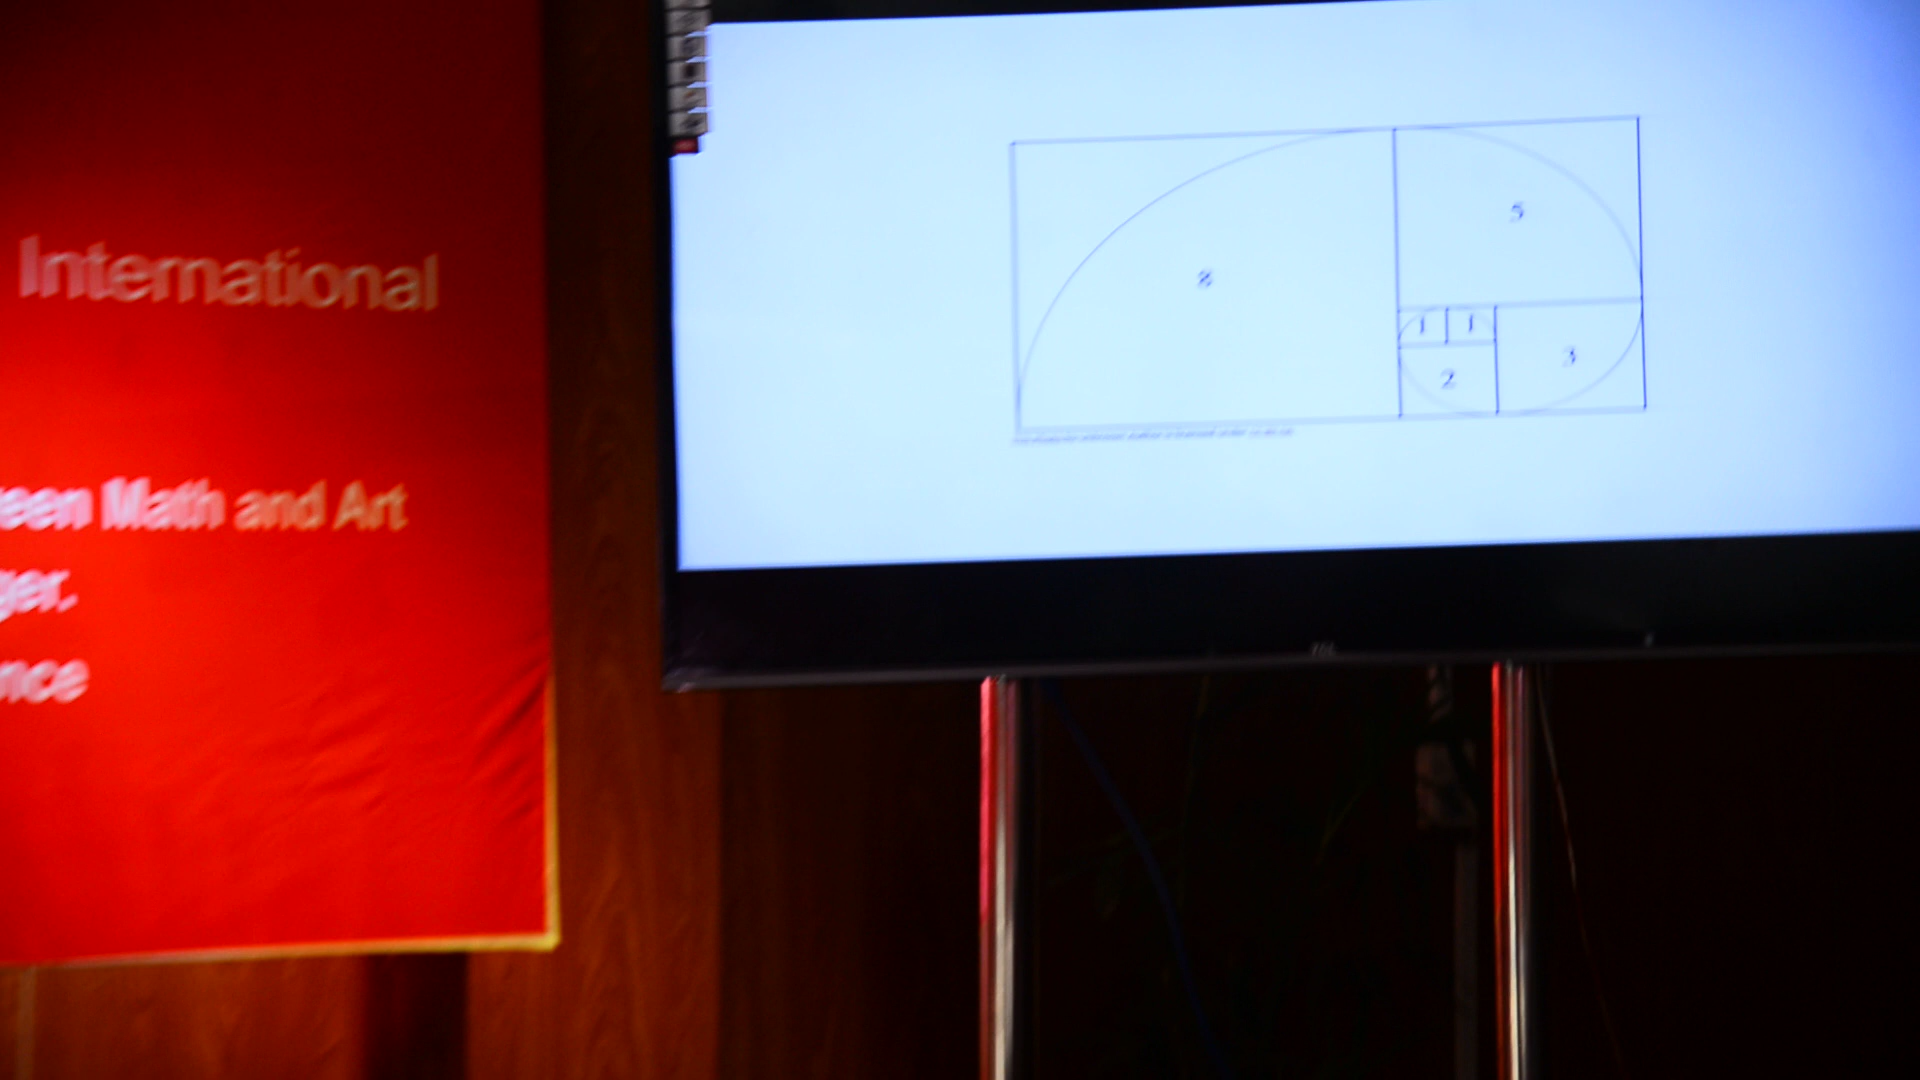 International
een Math and Art
ger.
nce
8
5
1 1
3
2